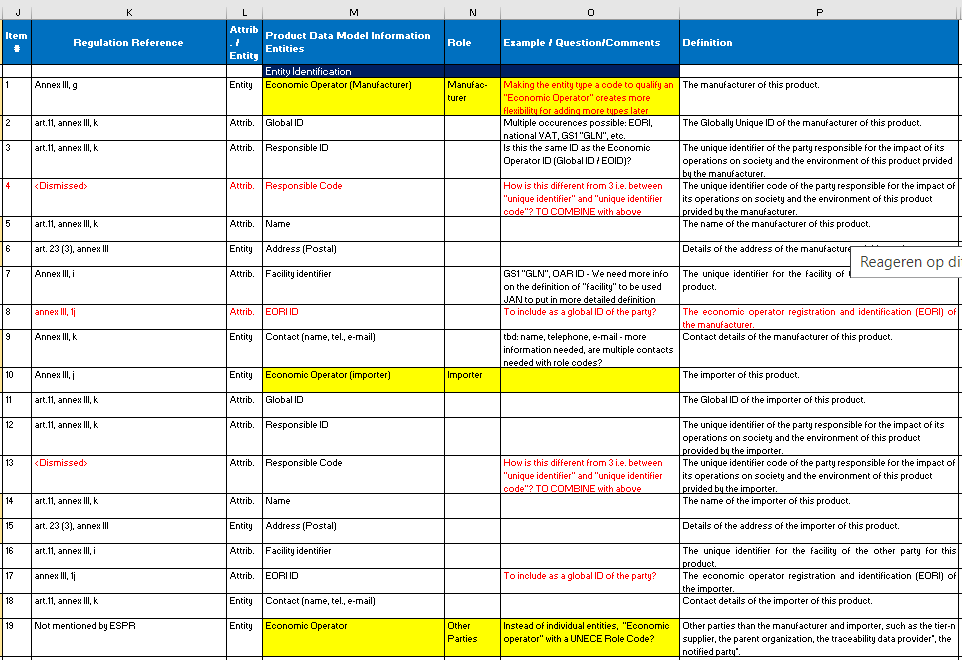 J K L M N O P
Item # Regulation Reference Attrib. / Entity Product Data Model Information Entities Role Example / Question/Comments Definition
Entity Identification
1 Annex III, g Entity Economic Operator (Manufacturer) Manufac- Making the entity type a code to qualify an The manufacturer of this product.
turer "Economic Operator" creates more
flexibility for adding more types later
2 art.11, annex III, k Attrib. Global ID Multiple occurences possible: EORI, The Globally Unique ID of the manufacturer of this product.
national VAT, GS1 "GLN", etc.
3 art.11, annex III, k Attrib. Responsible ID Is this the same ID as the Economic The unique identifier of the party responsible for the impact of its
Operator ID (Global ID / EOID)? operations on society and the environment of this product prvided
by the manufacturer.
4 <Dismissed> Attrib. Responsible Code How is this different from 3 i.e. between The unique identifier code of the party responsible for the impact of
"unique identifier" and "unique identifier its operations on society and the environment of this product
code"? TO COMBINE with above prvided by the manufacturer.
5 art.11, annex III, k Attrib. Name The name of the manufacturer of this product.
6 art. 23 (3), annex III Entity Address (Postal) Details of the address of the manufacture
Reageren op
7 Annex III, i Attrib. Facility identifier GS1 "GLN", OAR ID - We need more info The unique identifier for the facility of
on the definition of "facility" to be used product.
JAN to put in more detailed definition
8 annex III, 1j Attrib. EORI ID To include as a global ID of the party? The economic operator registration and identification (EORI) of
the manufacturer.
9 Annex III, k Entity Contact (name, tel., e-mail) tbd: name, telephone, e-mail - more Contact details of the manufacturer of this product.
information needed, are multiple contacts
needed with role codes?
10 Annex III, j Entity Economic Operator (importer) Importer The importer of this product.
11 art.11, annex III, k Attrib. Global ID The Global ID of the importer of this product.
12 art.11, annex III, k Attrib. Responsible ID The unique identifier of the party responsible for the impact of its
operations on society and the environment of this product
provided by the importer.
13 <Dismissed> Attrib. Responsible Code How is this different from 3 i.e. between The unique identifier code of the party responsible for the impact of
"unique identifier" and "unique identifier its operations on society and the environment of this product
code"? TO COMBINE with above prvided by the importer.
14 art.11, annex III, k Attrib. Name The name of the importer of this product.
15 art. 23 (3), annex III Entity Address (Postal) Details of the address of the importer of this product.
16 art.11, annex III, i Attrib. Facility identifier The unique identifier for the facility of the other party for this
product.
17 annex III, 1j Attrib. EORI ID To include as a global ID of the party? The economic operator registration and identification (EORI) of
the importer.
18 art.11, annex III, k Entity Contact (name, tel., e-mail) Contact details of the importer of this product.
19 Not mentioned by ESPR Entity Economic Operator Other Instead of individual entities, "Economic Other parties than the manufacturer and importer, such as the tier-n
Parties operator" with a UNECE Role Code? supplier, the parent organization, the traceability data provider", the
notified party".